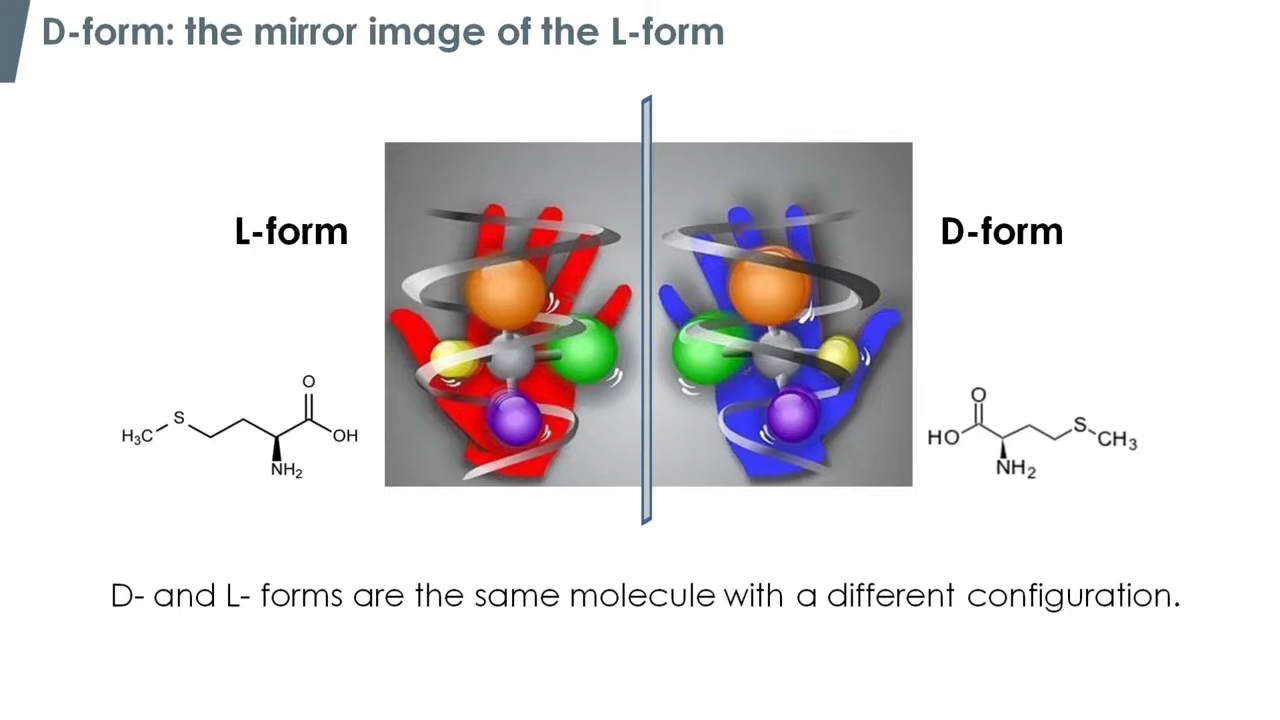 D-form: the mirror image of the L-form
L-form
D-form
O
S
H₃C
OH
NH₂
O
HO
S
CH₃
NH₂
D- and L- forms are the same molecule with a different configuration.